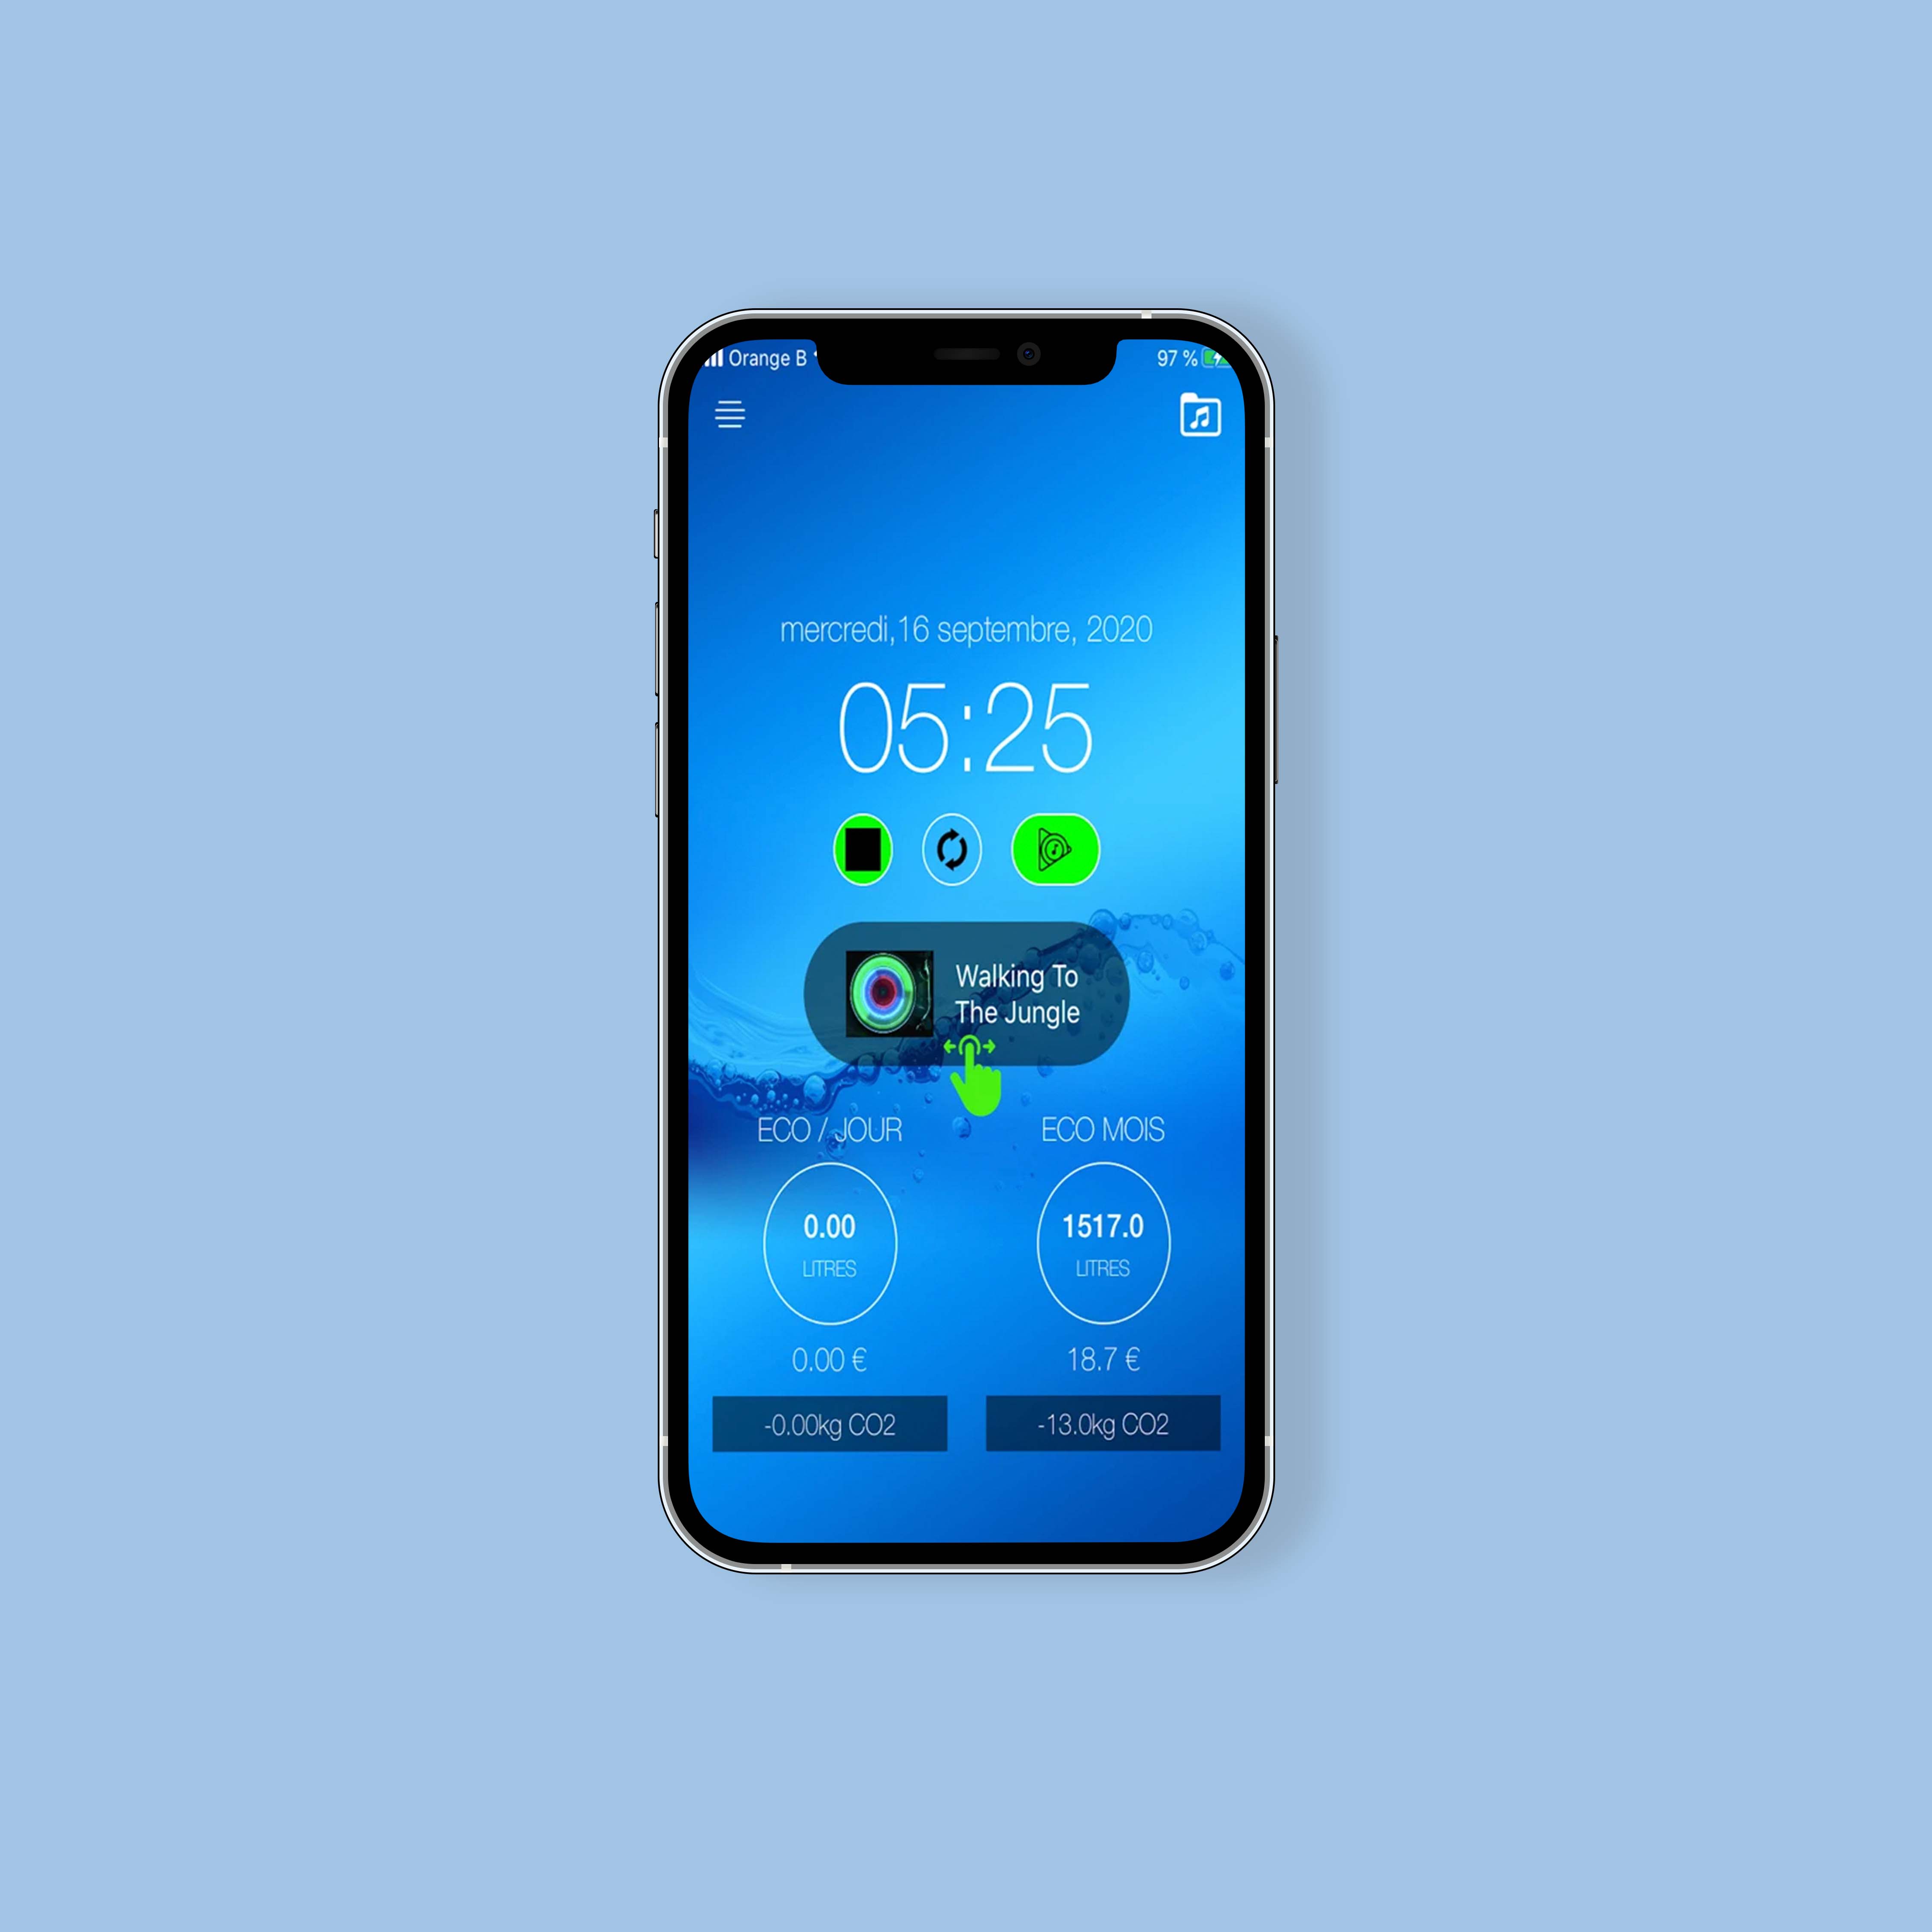 Orange B
97 %
mercredi,16 septembre, 2020
05:25
Walking To
The Jungle
ECO / JOUR
ECO MOIS
0.00
LITRES
1517.0
LITRES
0.00 €
18.7 €
-0.00kg CO2
-13.0kg CO2